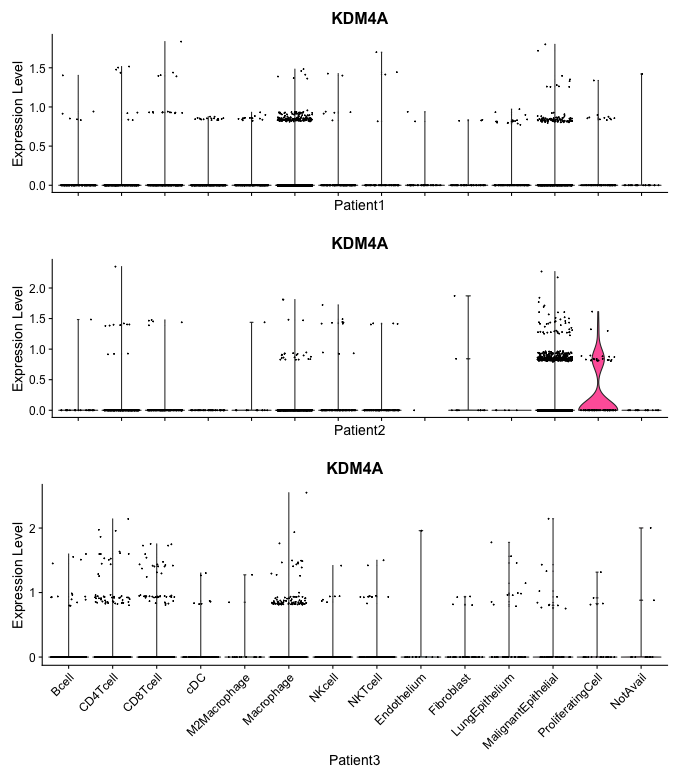 KDM4A
Expression Level
1.5
1.0
0.5
0.0
Patient1
KDM4A
Expression Level
2.0
1.5
1.0
0.5
0.0
Patient2
KDM4A
Expression Level
2
1
0
Bcell
CD4Tcell
CD8Tcell
cDC
M2Macrophage
Macrophage
NKcell
NKTcell
Endothelium
Fibroblast
LungEpithelium
MalignantEpithelial
ProliferatingCell
NotAvail
Patient3